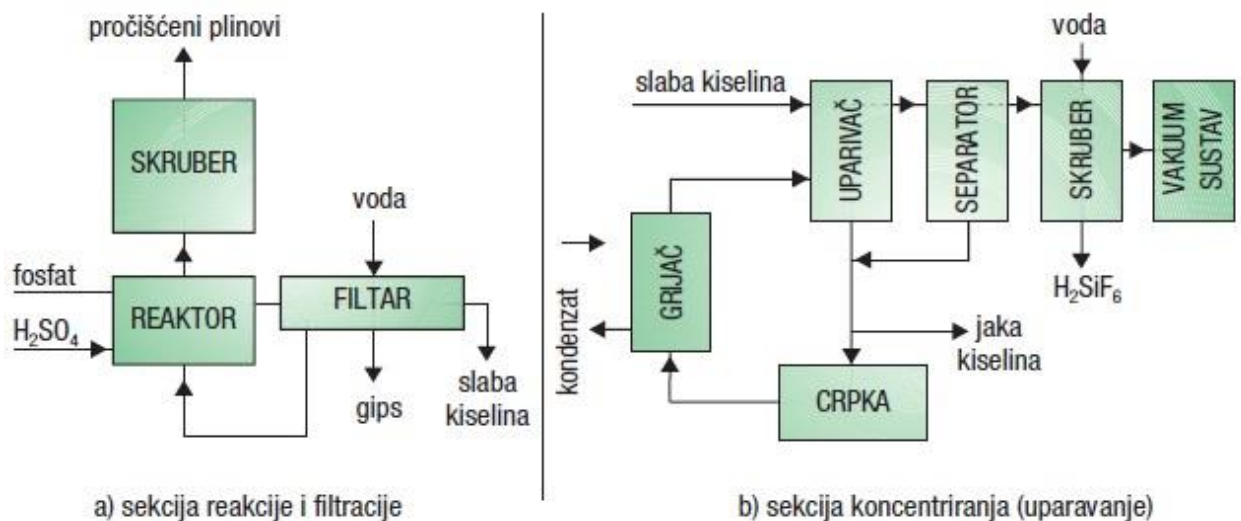 pročišćeni plinovi
SKRUBER
voda
fosfat
REAKTOR
FILTAR
H₂SO₄
gips
slaba
kiselina
a) sekcija reakcije i filtracije
voda
slaba kiselina
UPARIVAČ
SEPARATOR
SKRUBER
VAKUUM
SUSTAV
GRIJAČ
kondenzat
H₂SiF₆
jaka
kiselina
CRPKA
b) sekcija koncentriranja (uparavanje)